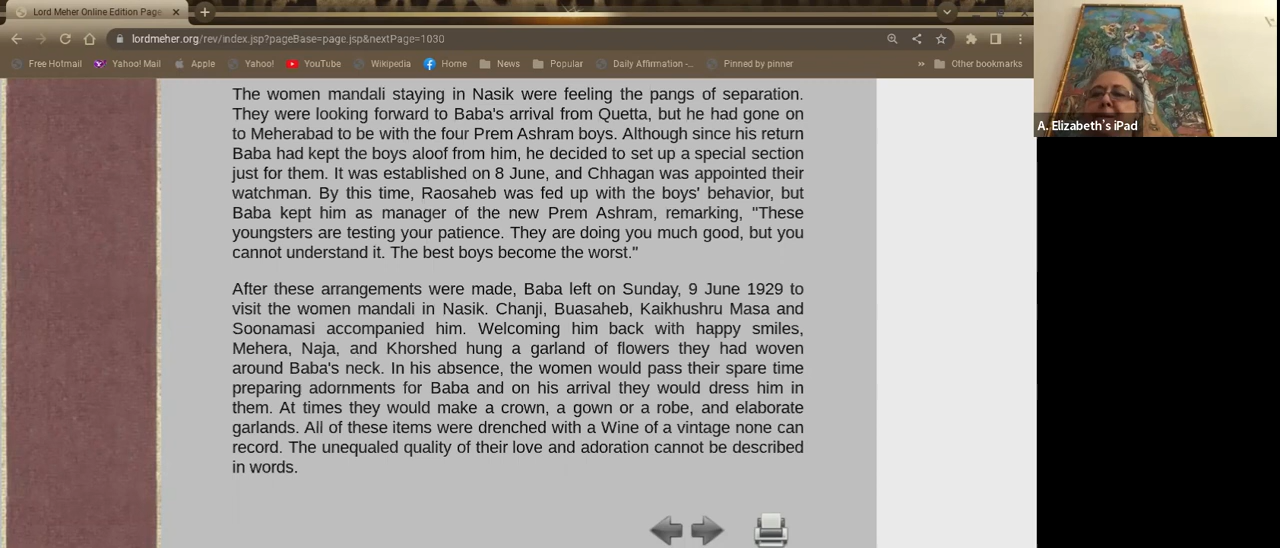 Lord Meher Online Edition Page
lordmeher.org/rev/index.jsp?pageBase=page.jsp&nextPage=1030
Free Hotmail Yahoo! Mail Apple Yahoo! YouTube Wikipedia Home News Popular Daily Affirmation -... Pinned by pinner » Other bookmarks
A. Elizabeth's iPad
The women mandali staying in Nasik were feeling the pangs of separation.
They were looking forward to Baba's arrival from Quetta, but he had gone on
to Meherabad to be with the four Prem Ashram boys. Although since his return
Baba had kept the boys aloof from him, he decided to set up a special section
just for them. It was established on 8 June, and Chhagan was appointed their
watchman. By this time, Raosaheb was fed up with the boys' behavior, but
Baba kept him as manager of the new Prem Ashram, remarking, "These
youngsters are testing your patience. They are doing you much good, but you
cannot understand it. The best boys become the worst."
After these arrangements were made, Baba left on Sunday, 9 June 1929 to
visit the women mandali in Nasik. Chanji, Buasaheb, Kaikhushru Masa and
Soonamasi accompanied him. Welcoming him back with happy smiles,
Mehera, Naja, and Khorshed hung a garland of flowers they had woven
around Baba's neck. In his absence, the women would pass their spare time
preparing adornments for Baba and on his arrival they would dress him in
them. At times they would make a crown, a gown or a robe, and elaborate
garlands. All of these items were drenched with a Wine of a vintage none can
record. The unequaled quality of their love and adoration cannot be described
in words.